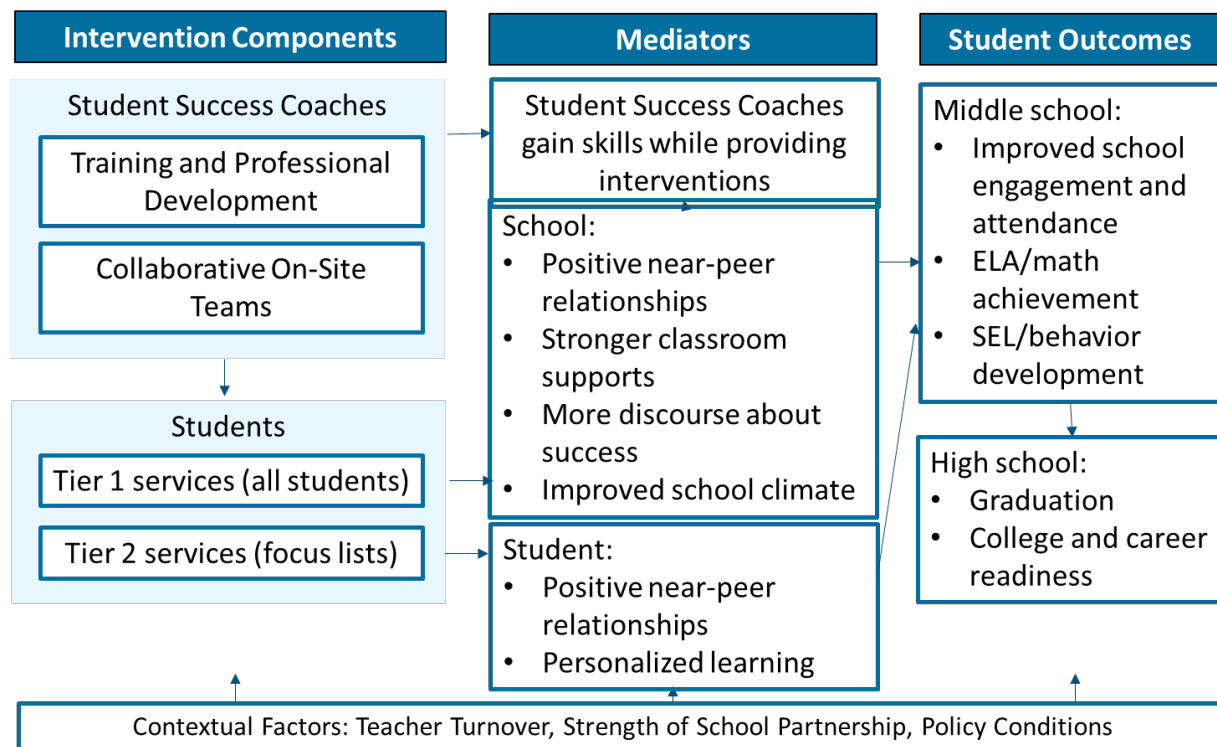 Intervention Components
Student Success Coaches
Training and Professional
Development
Collaborative On-Site
Teams
Students
Tier 1 services (all students)
Tier 2 services (focus lists)
Mediators
Student Success Coaches
gain skills while providing
interventions
School:
• Positive near-peer
relationships
• Stronger classroom
supports
• More discourse about
success
• Improved school climate
Student:
• Positive near-peer
relationships
• Personalized learning
Student Outcomes
Middle school:
• Improved school
engagement and
attendance
• ELA/math
achievement
• SEL/behavior
development
High school:
• Graduation
• College and career
readiness
Contextual Factors: Teacher Turnover, Strength of School Partnership, Policy Conditions